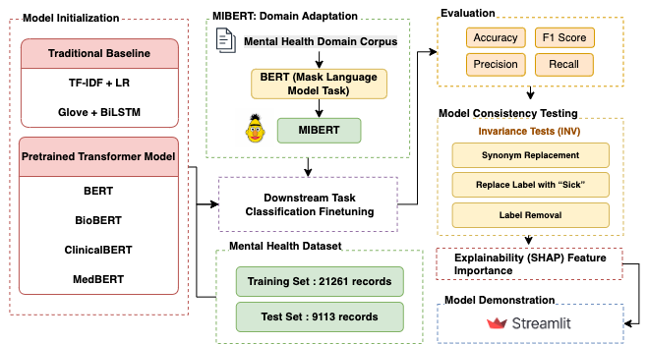 Model Initialization
Traditional Baseline
TF-IDF + LR
Glove + BiLSTM
Pretrained Transformer Model
BERT
BioBERT
ClinicalBERT
MedBERT
MIBERT: Domain Adaptation
Mental Health Domain Corpus
BERT (Mask Language
Model Task)
MIBERT
Downstream Task
Classification Finetuning
Mental Health Dataset
Training Set : 21261 records
Test Set : 9113 records
Evaluation
Accuracy
F1 Score
Precision
Recall
Model Consistency Testing
Invariance Tests (INV)
Synonym Replacement
Replace Label with “Sick”
Label Removal
Explainability (SHAP) Feature
Importance
Model Demonstration
Streamlit